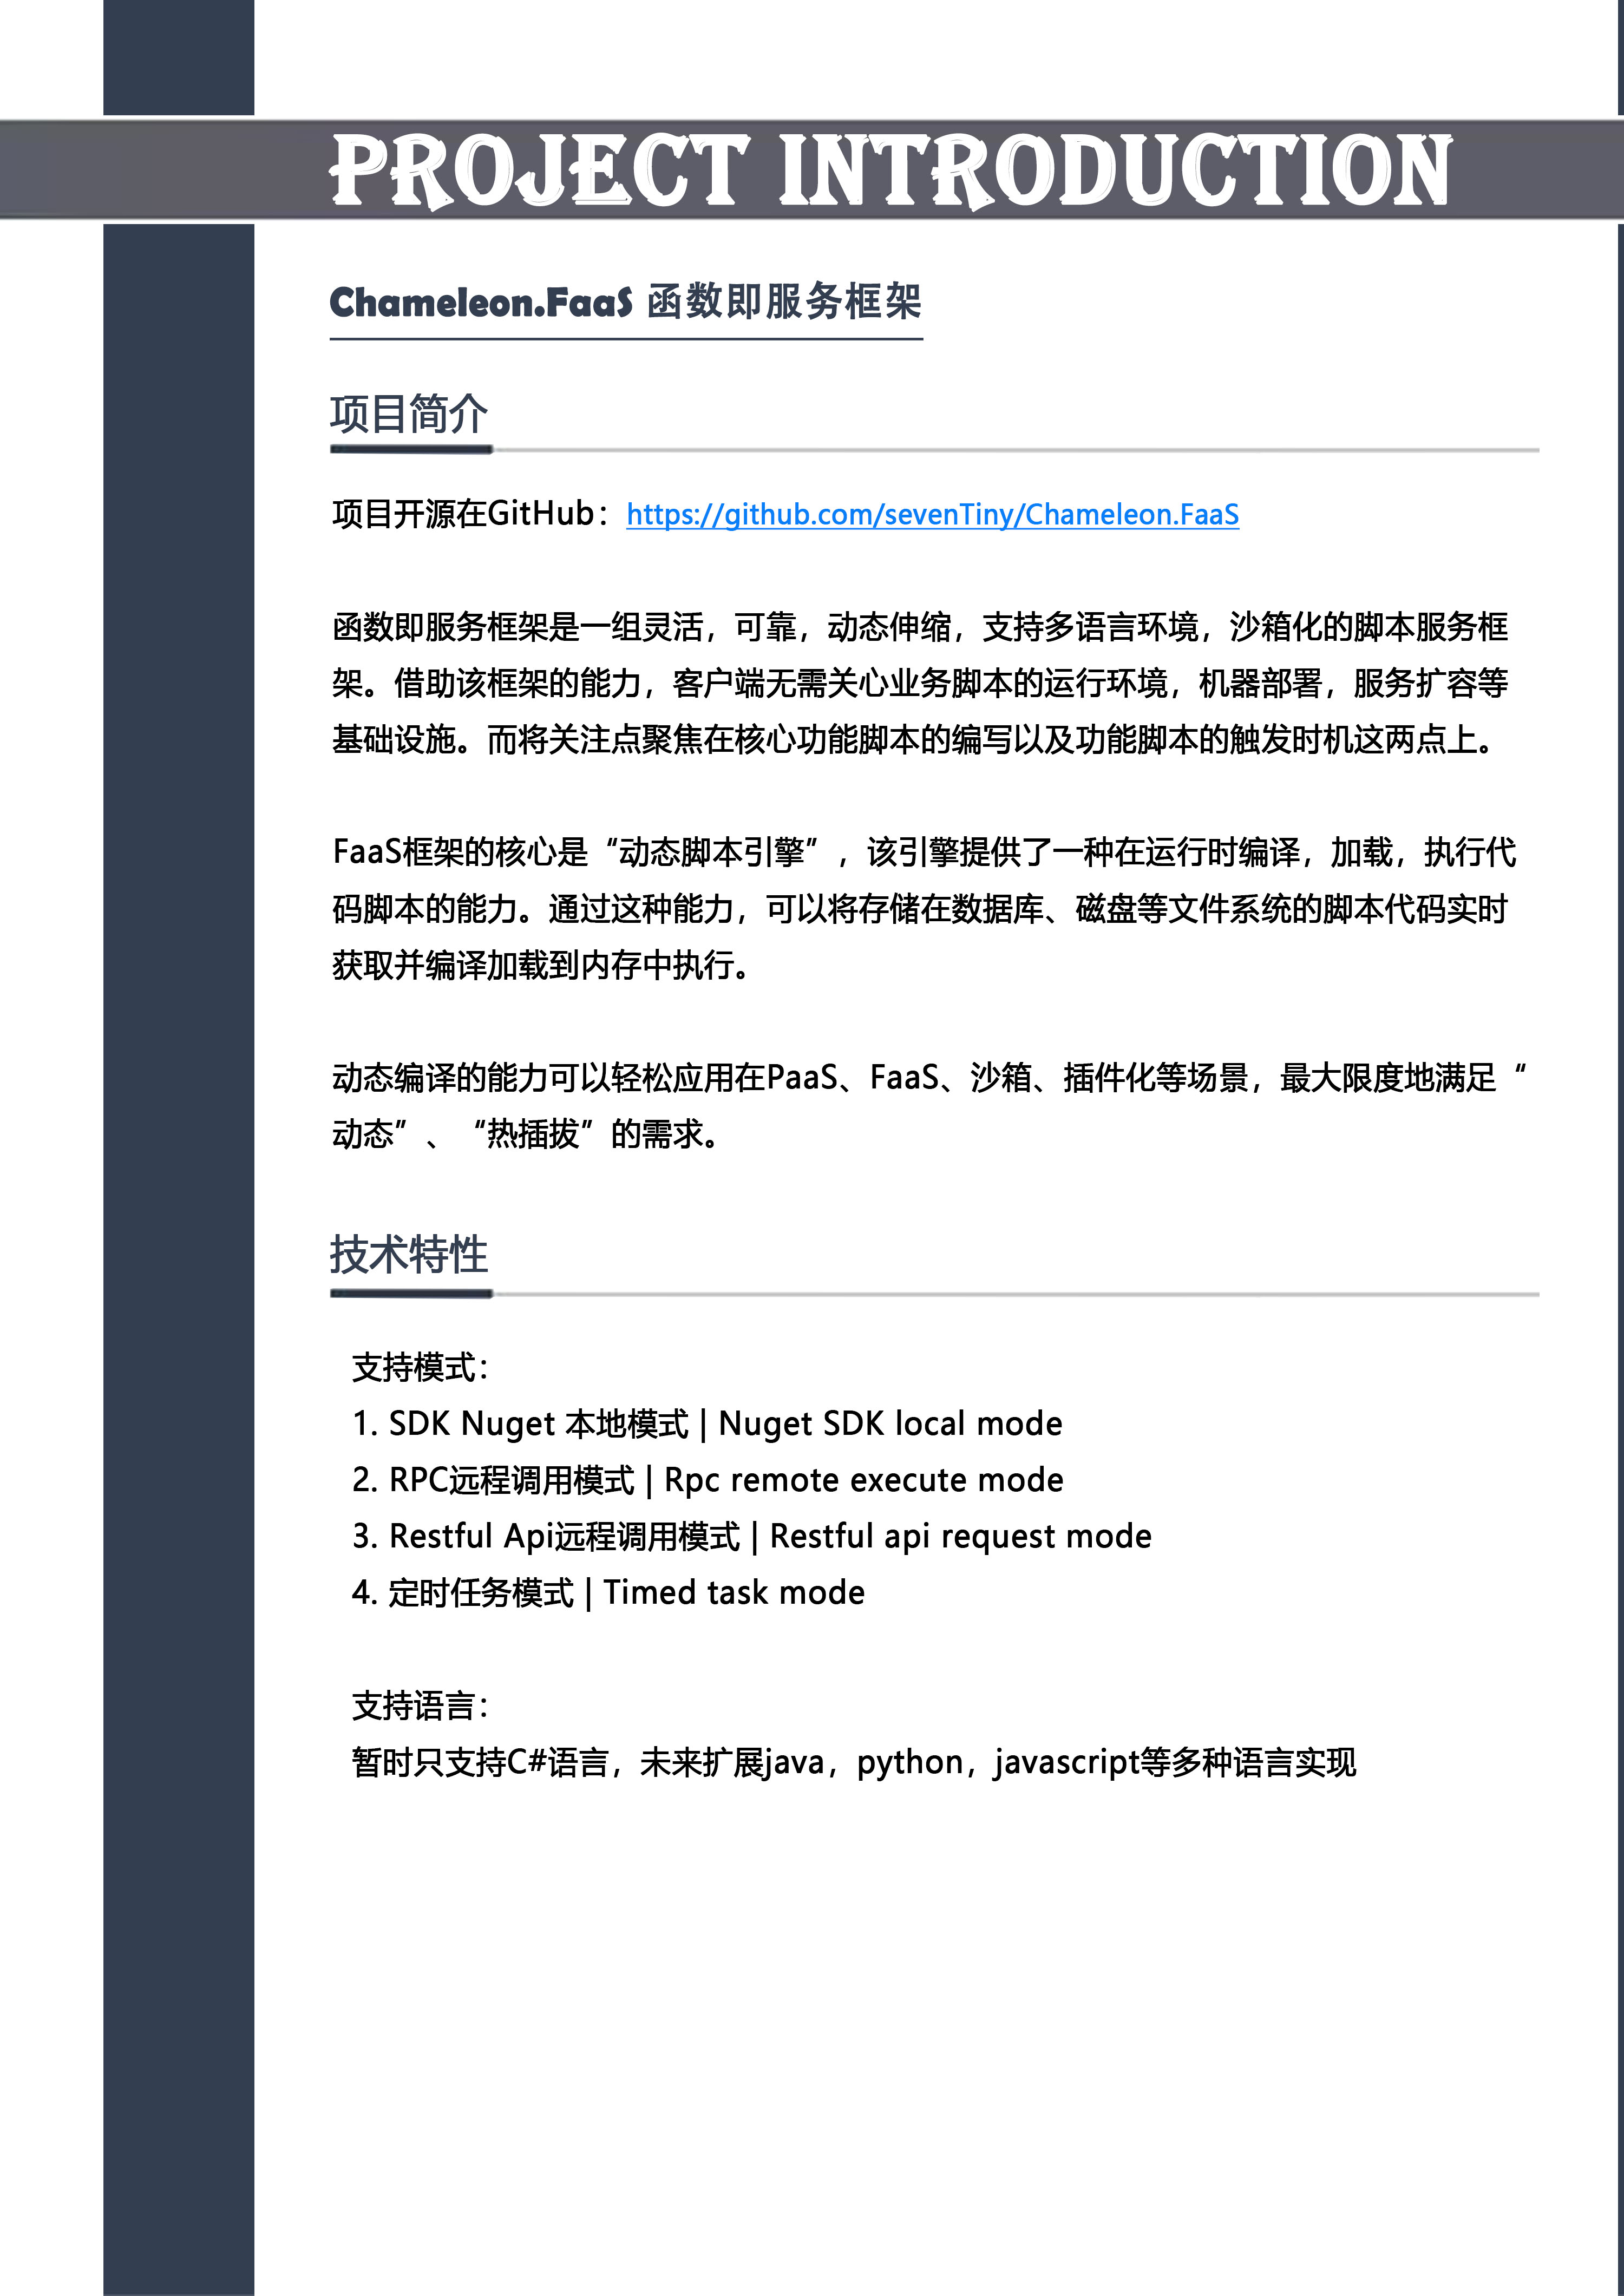 PROJECT INTRODUCTION
Chameleon.FaaS 函数即服务框架
项目简介
项目开源在GitHub：https://github.com/sevenTiny/Chameleon.FaaS
函数即服务框架是一组灵活，可靠，动态伸缩，支持多语言环境，沙箱化的脚本服务框
架。借助该框架的能力，客户端无需关心业务脚本的运行环境，机器部署，服务扩容等
基础设施。而将关注点聚焦在核心功能脚本的编写以及功能脚本的触发时机这两点上。
FaaS框架的核心是“动态脚本引擎”，该引擎提供了一种在运行时编译，加载，执行代
码脚本的能力。通过这种能力，可以将存储在数据库、磁盘等文件系统的脚本代码实时
获取并编译加载到内存中执行。
动态编译的能力可以轻松应用在PaaS、FaaS、沙箱、插件化等场景，最大限度地满足“
动态”、“热插拔”的需求。
技术特性
支持模式：
1. SDK Nuget 本地模式 | Nuget SDK local mode
2. RPC远程调用模式 | Rpc remote execute mode
3. Restful Api远程调用模式 | Restful api request mode
4. 定时任务模式 | Timed task mode
支持语言：
暂时只支持C#语言，未来扩展java，python，javascript等多种语言实现